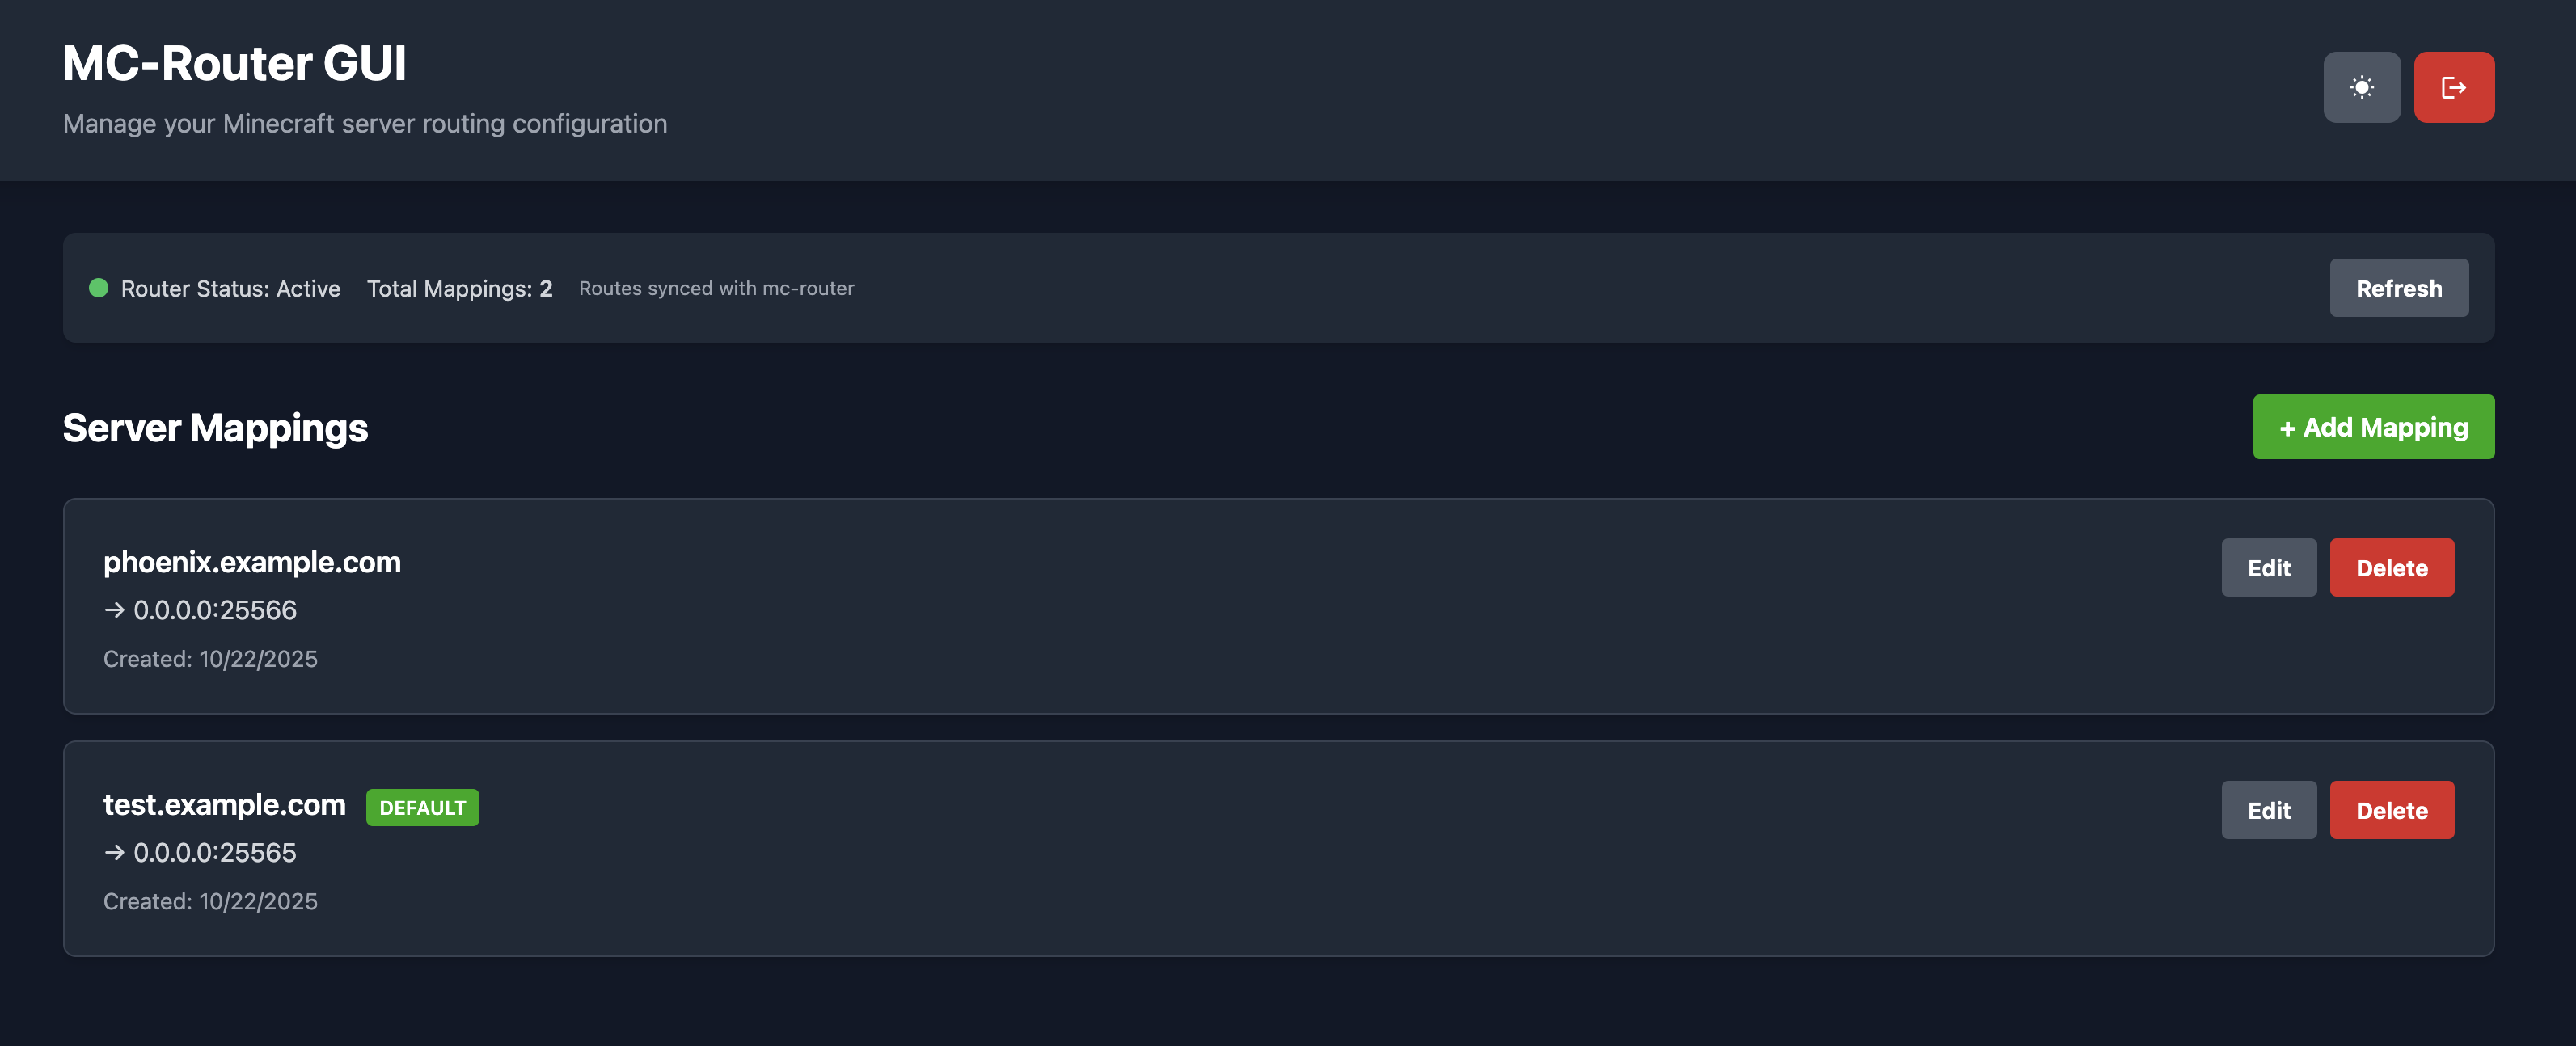 MC-Router GUI
Manage your Minecraft server routing configuration
Router Status: Active Total Mappings: 2 Routes synced with mc-router Refresh
Server Mappings + Add Mapping
phoenix.example.com Edit Delete
→ 0.0.0.0:25566
Created: 10/22/2025
test.example.com DEFAULT Edit Delete
→ 0.0.0.0:25565
Created: 10/22/2025